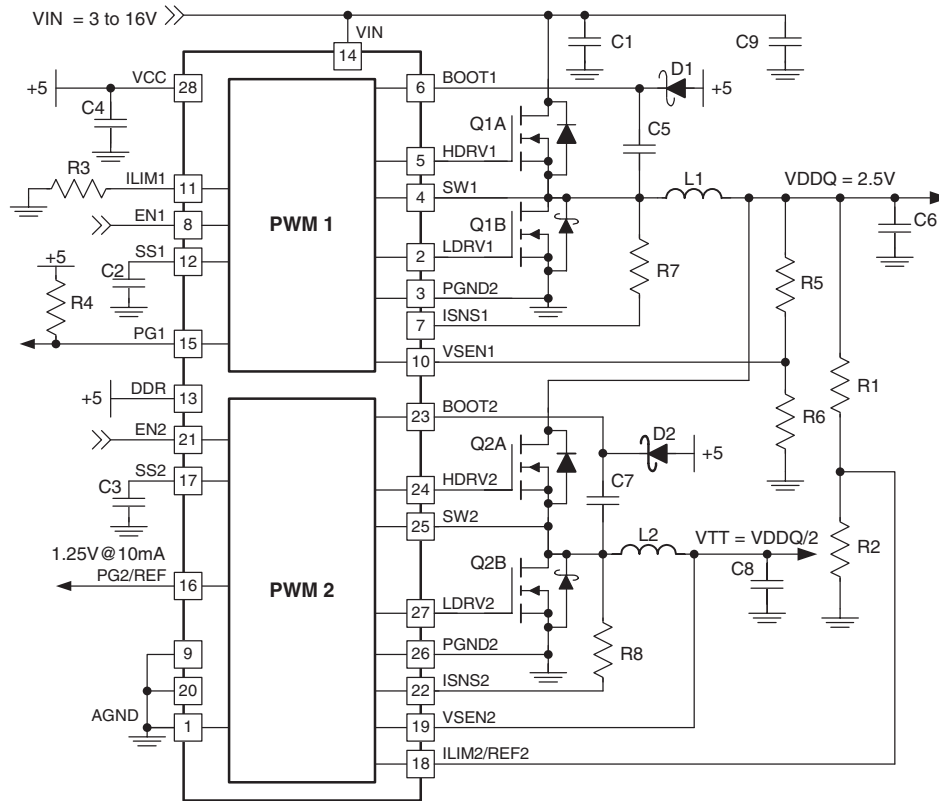 VIN = 3 to 16V
VIN
14
C1
C9
+5
VCC
28
C4
6
BOOT1
D1
+5
Q1A
C5
R3
ILIM1
11
5
HDRV1
4
SW1
L1
VDDQ = 2.5V
EN1
8
PWM 1
Q1B
C6
SS1
12
2
LDRV1
C2
R7
+5
R4
3
PGND2
R5
7
ISNS1
PG1
15
10
VSEN1
DDR
+5
13
R1
EN2
21
23
BOOT2
R6
Q2A
D2
+5
SS2
17
C3
24
HDRV2
C7
25
SW2
1.25V@10mA
PG2/REF
16
PWM 2
L2
VTT = VDDQ/2
R2
Q2B
C8
27
LDRV2
9
26
PGND2
R8
20
22
ISNS2
AGND
1
19
VSEN2
18
ILIM2/REF2